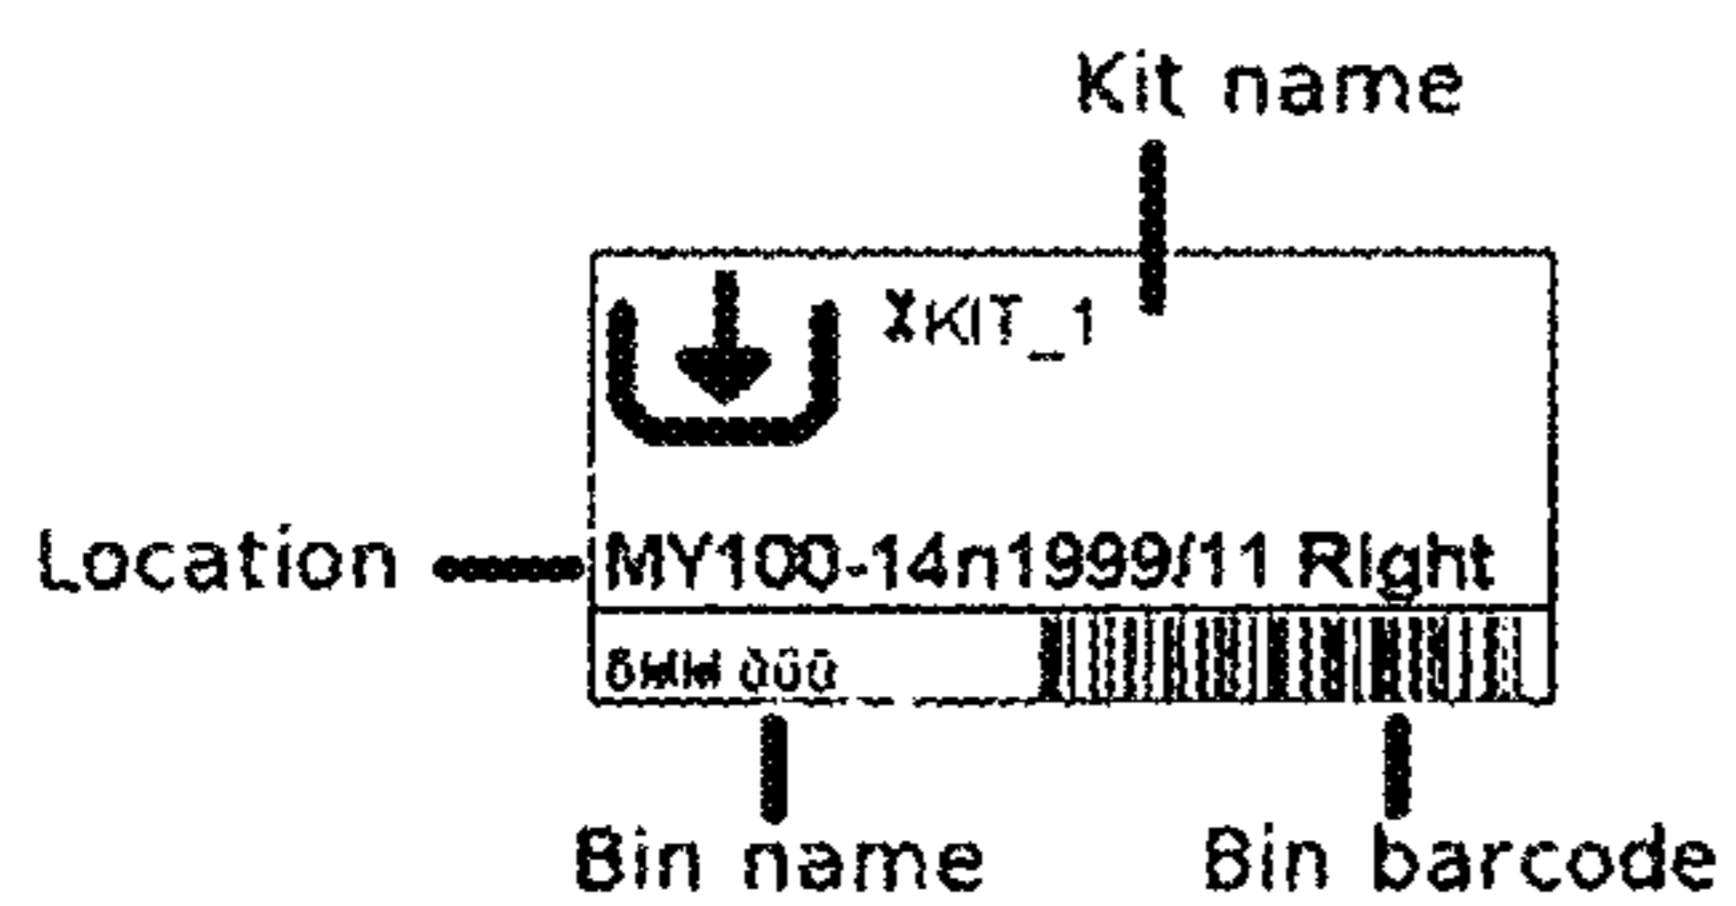 Kit name
KIT_1
Location
MY100-14n1999/11 Right
Bin name
Bin barcode